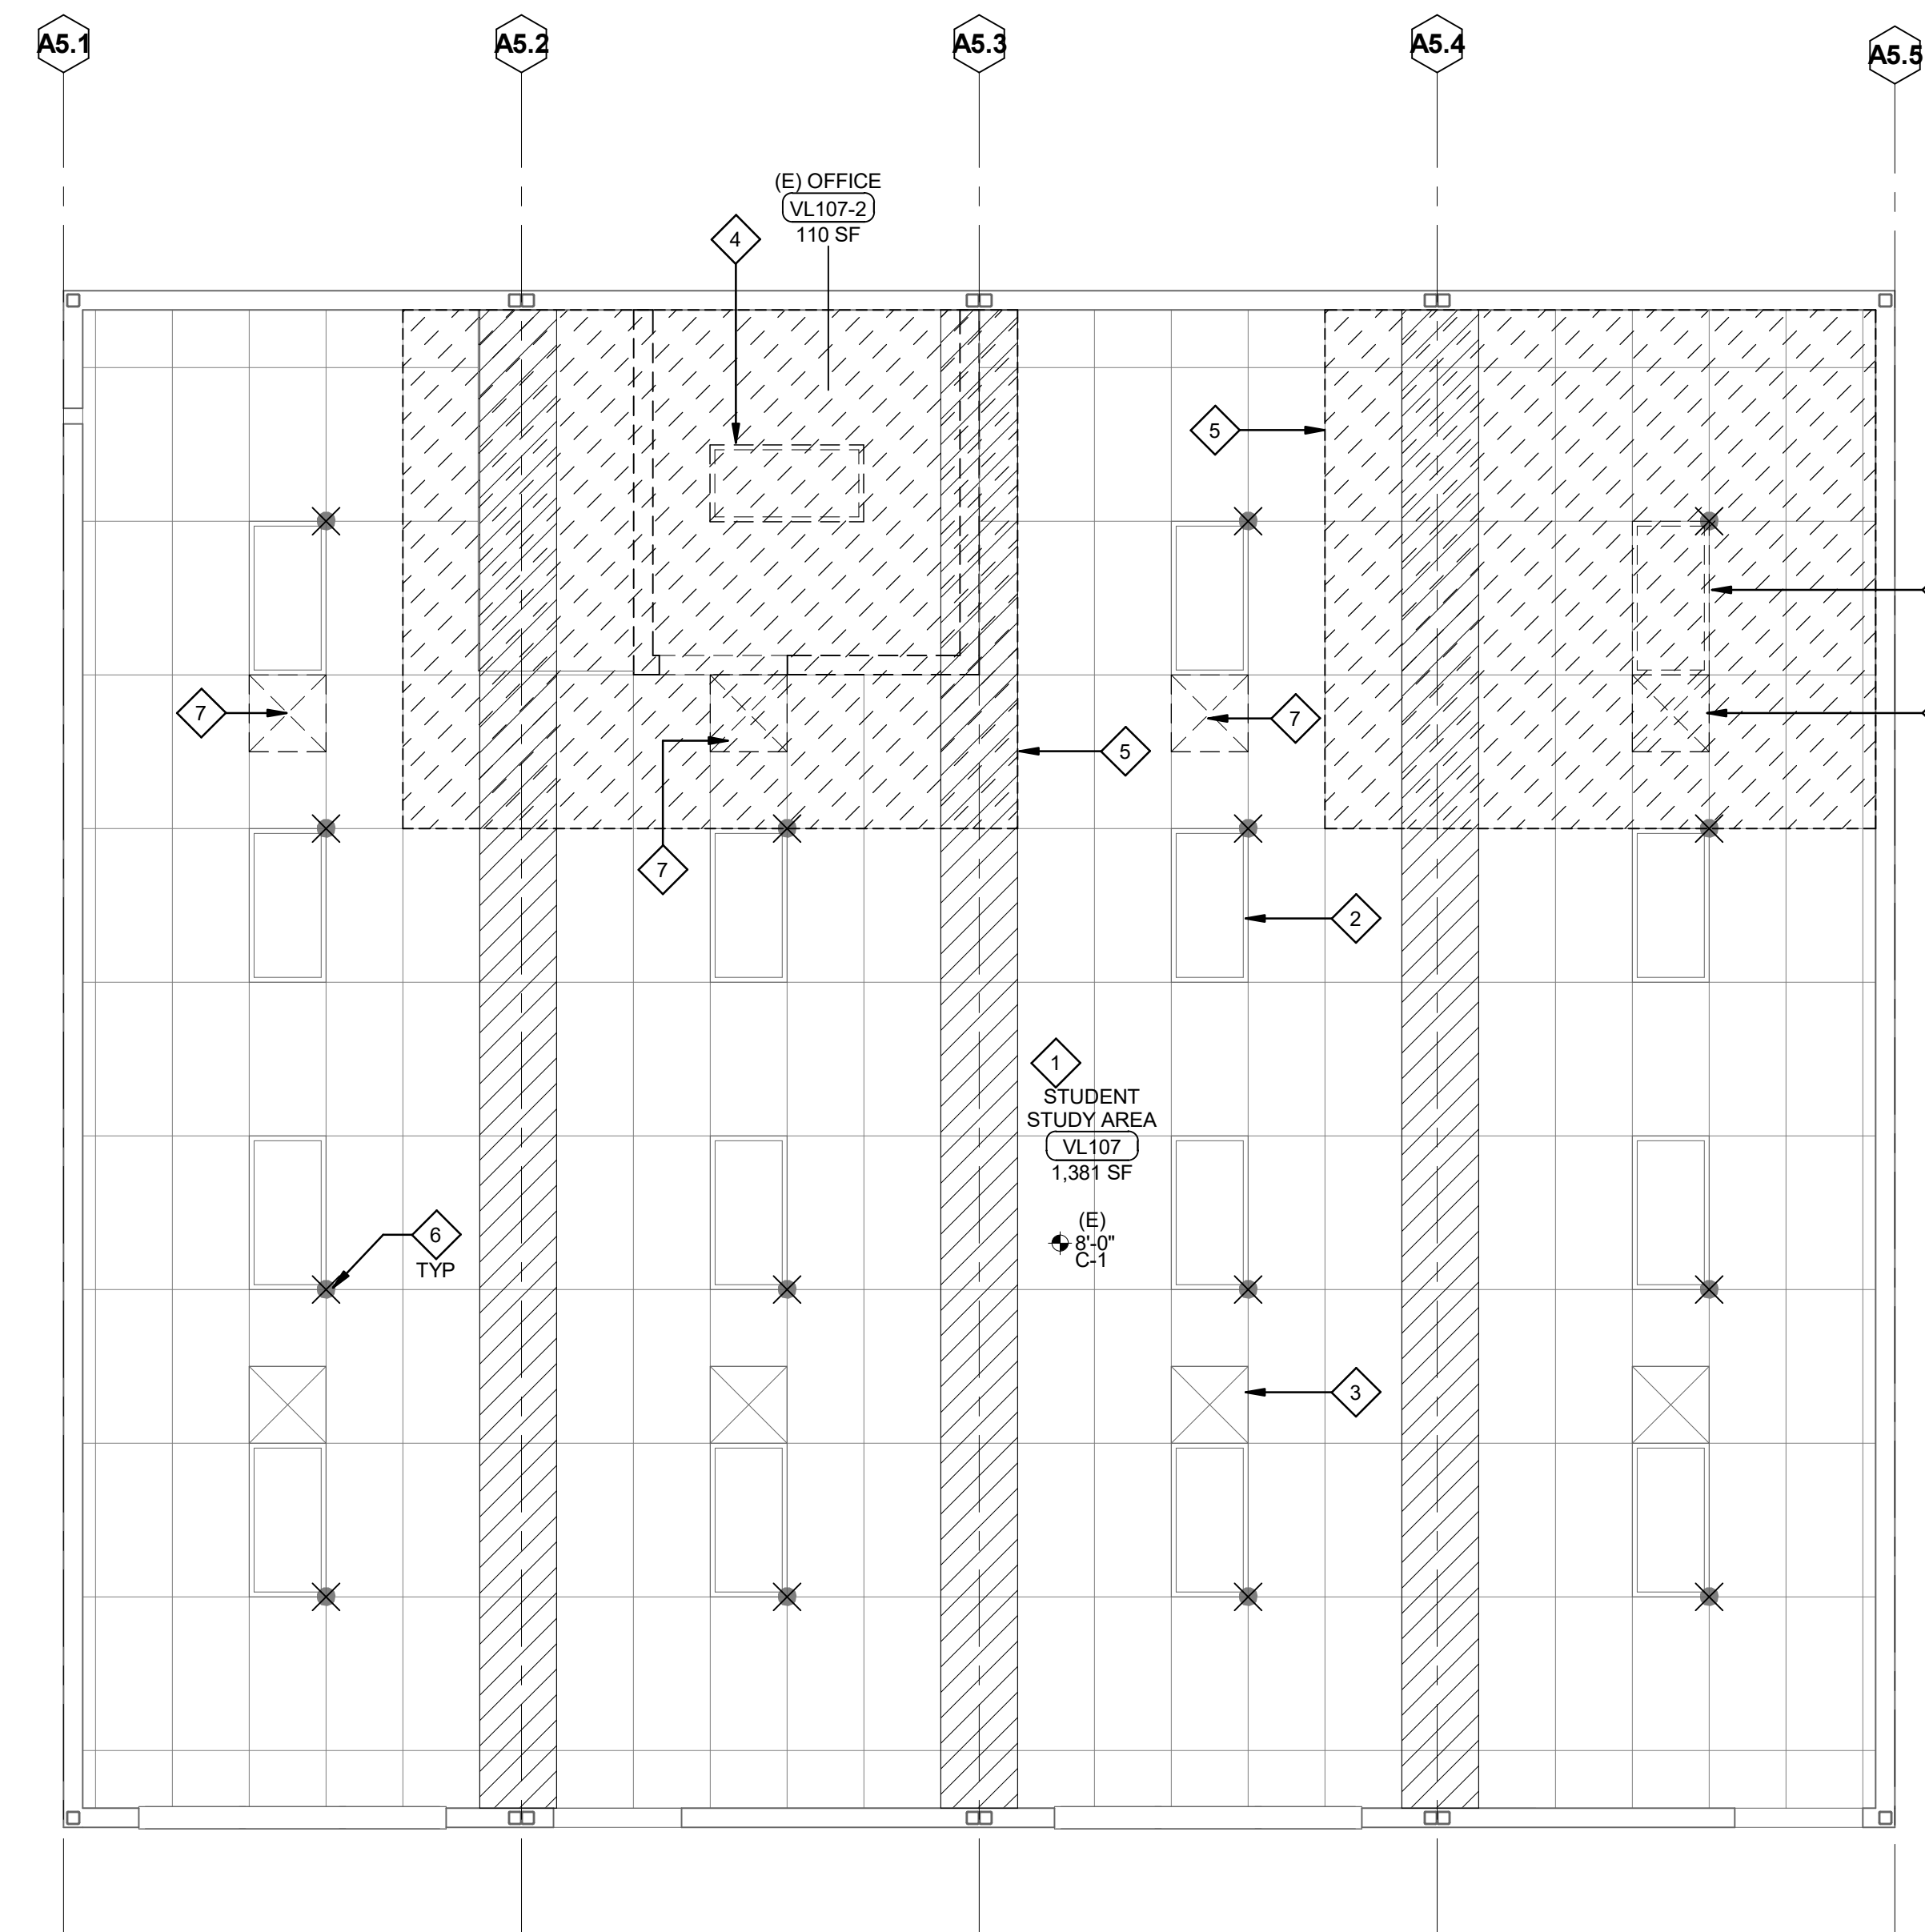 A5.1
A5.2
A5.3
A5.4
A5.5
(E) OFFICE
VL107-2
110 SF
4
5
7
7
5
7
2
1
STUDENT
STUDY AREA
VL107
1,381 SF
(E)
8'-0"
C-1
6
TYP
3